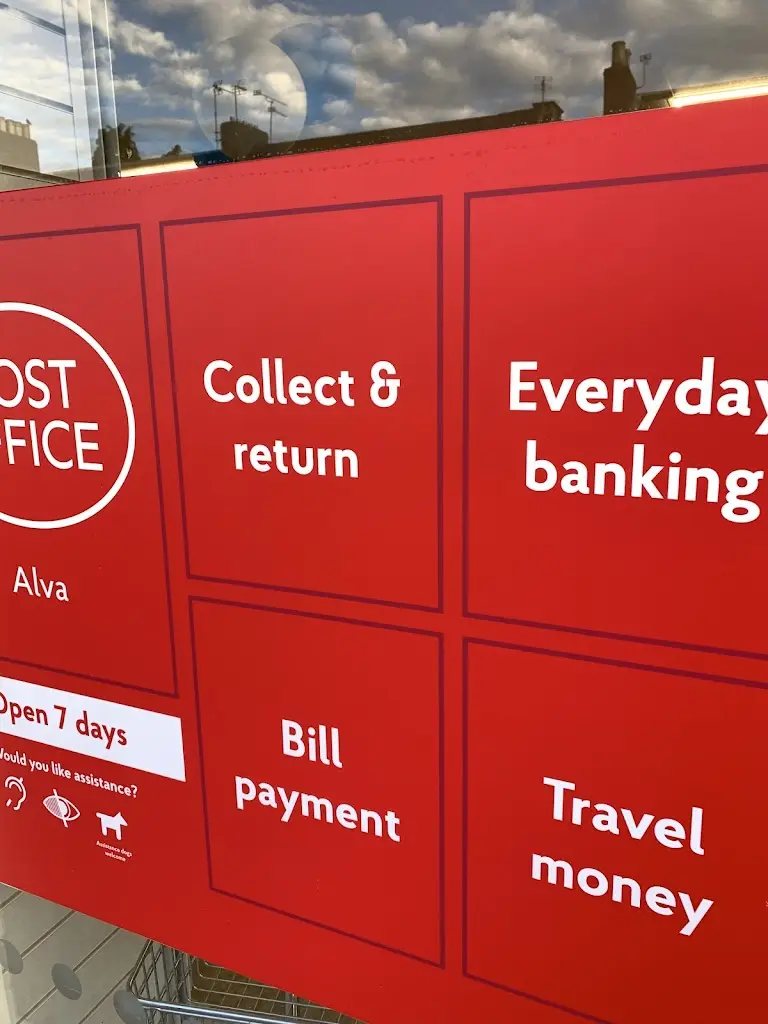 OST
FFICE
Alva
Open 7 days
Would you like assistance?
Assistance dogs
welcome
Collect &
return
Everyday
banking
Bill
payment
Travel
money